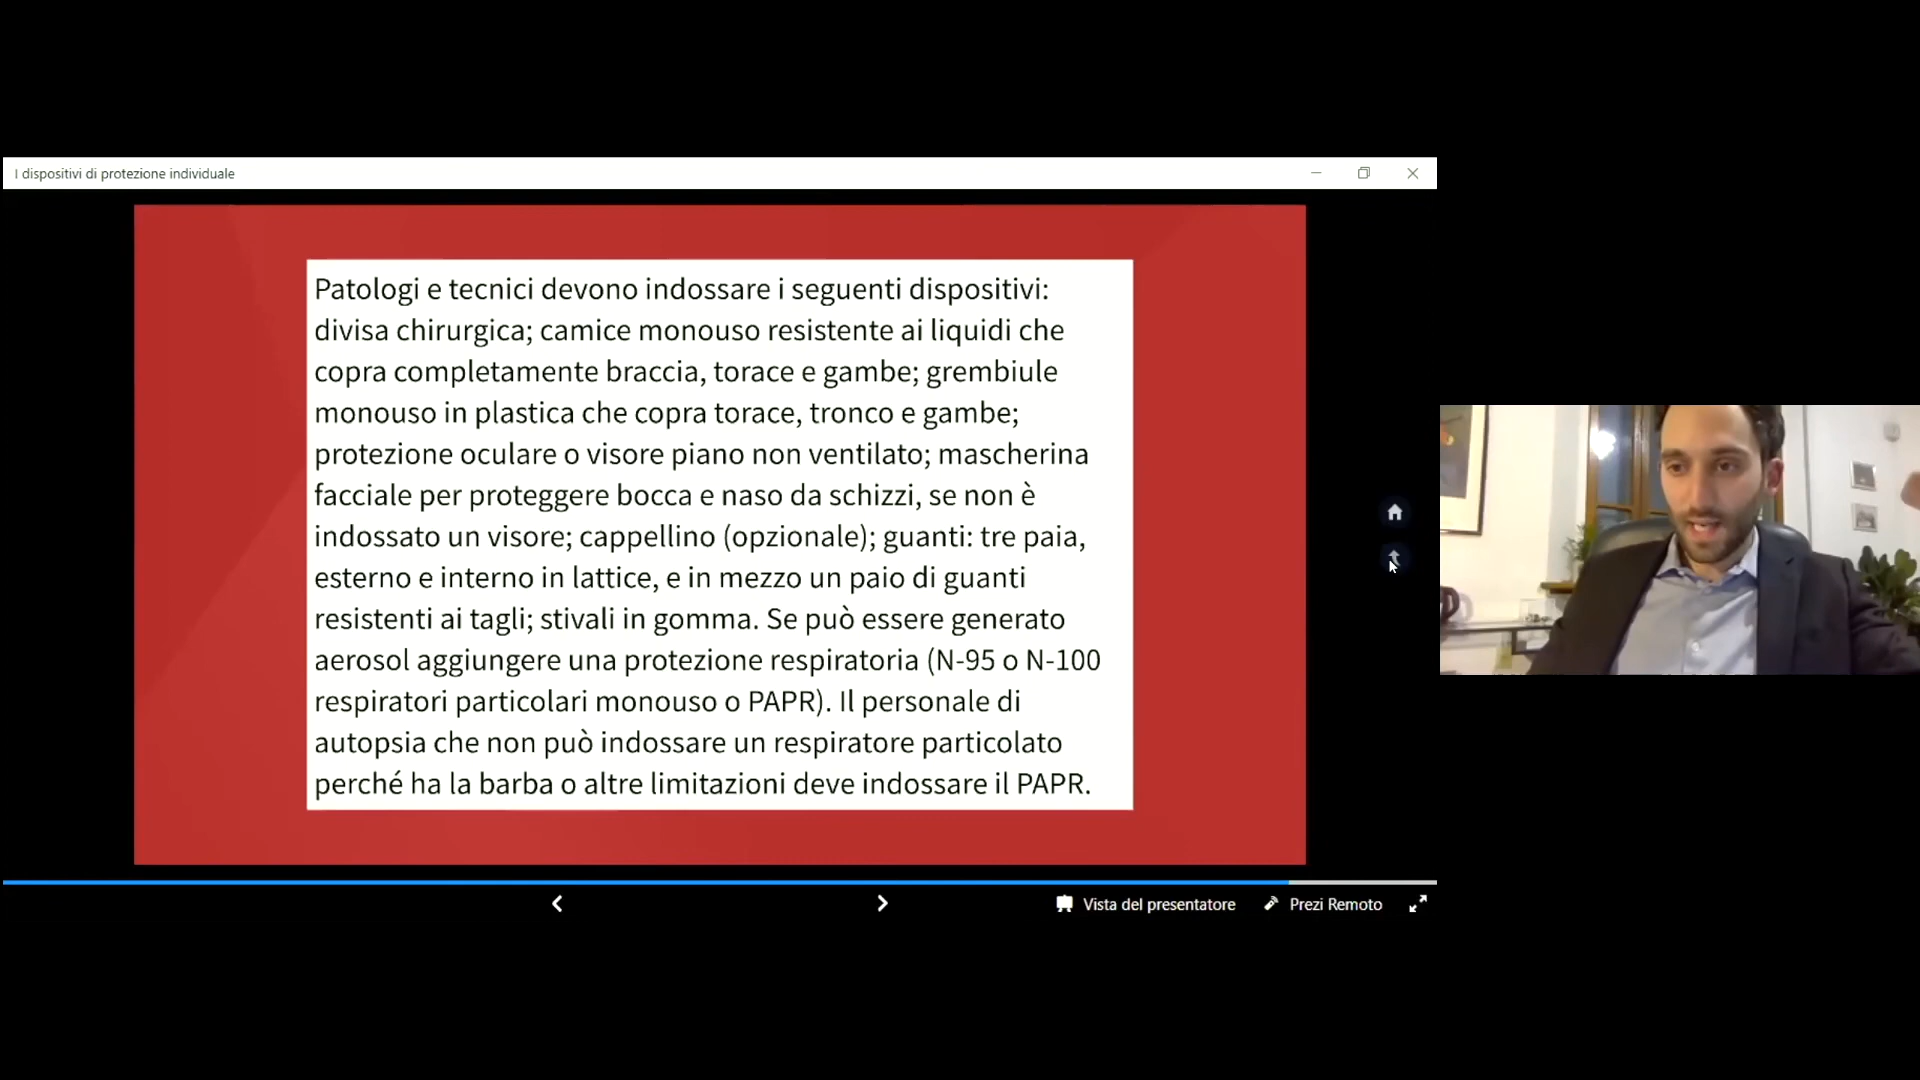 I dispositivi di protezione individuale
Patologi e tecnici devono indossare i seguenti dispositivi:
divisa chirurgica; camice monouso resistente ai liquidi che
copra completamente braccia, torace e gambe; grembiule
monouso in plastica che copra torace, tronco e gambe;
protezione oculare o visore piano non ventilato; mascherina
facciale per proteggere bocca e naso da schizzi, se non è
indossato un visore; cappellino (opzionale); guanti: tre paia,
esterno e interno in lattice, e in mezzo un paio di guanti
resistenti ai tagli; stivali in gomma. Se può essere generato
aerosol aggiungere una protezione respiratoria (N-95 o N-100
respiratori particolari monouso o PAPR). Il personale di
autopsia che non può indossare un respiratore particolato
perché ha la barba o altre limitazioni deve indossare il PAPR.
Vista del presentatore
Prezi Remoto